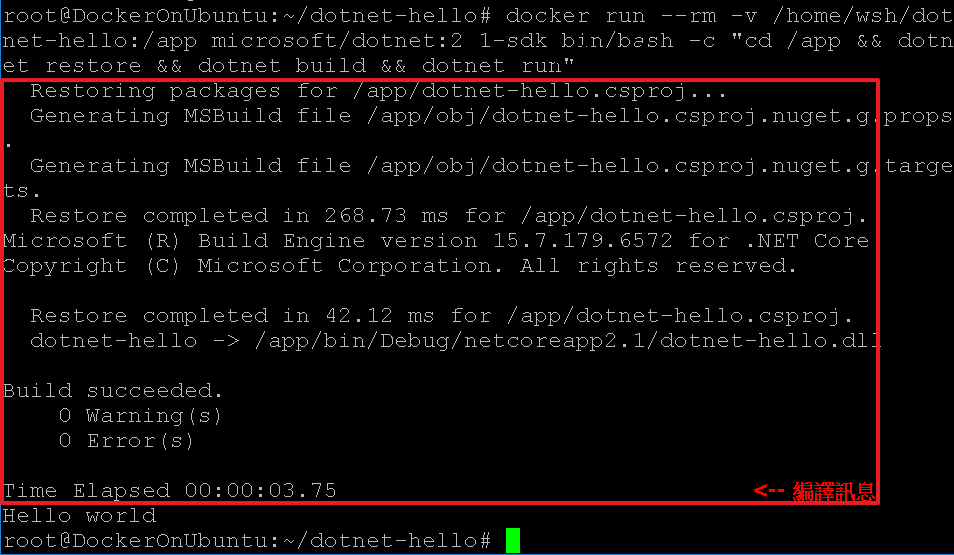 root@DockerOnUbuntu:~/dotnet-hello# docker run --rm -v /home/wsh/dot
net-hello:/app microsoft/dotnet:2 1-sdk bin/bash -c "cd /app && dotn
et restore && dotnet build && dotnet run"
  Restoring packages for /app/dotnet-hello.csproj...
  Generating MSBuild file /app/obj/dotnet-hello.csproj.nuget.g.props
.
  Generating MSBuild file /app/obj/dotnet-hello.csproj.nuget.g.targe
ts.
  Restore completed in 268.73 ms for /app/dotnet-hello.csproj.
Microsoft (R) Build Engine version 15.7.179.6572 for .NET Core
Copyright (C) Microsoft Corporation. All rights reserved.
  Restore completed in 42.12 ms for /app/dotnet-hello.csproj.
  dotnet-hello -> /app/bin/Debug/netcoreapp2.1/dotnet-hello.dll
Build succeeded.
    0 Warning(s)
    0 Error(s)
Time Elapsed 00:00:03.75
<-- 編譯訊息
Hello world
root@DockerOnUbuntu:~/dotnet-hello#